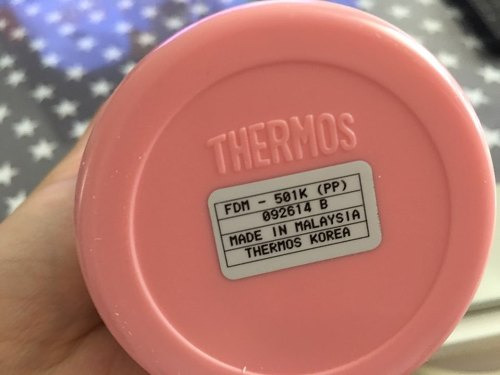 THERMOS
FDM - 501K (PP)
092614 B
MADE IN MALAYSIA
THERMOS KOREA